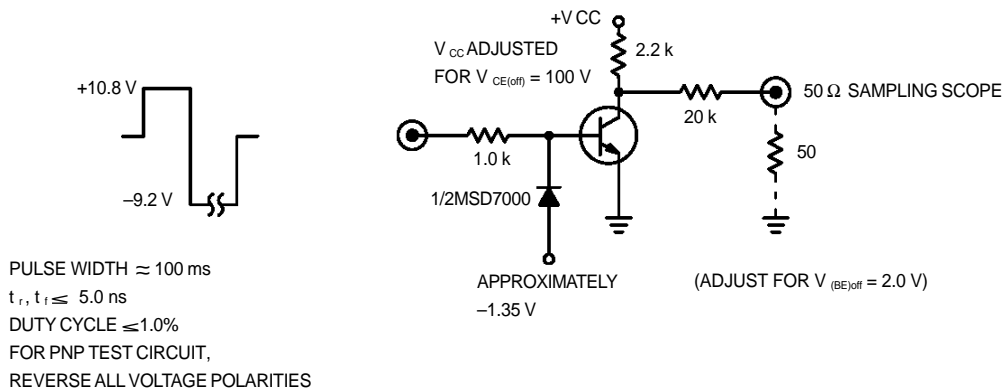 +V CC
V CC ADJUSTED
FOR V CE(off) = 100 V
2.2 k
+10.8 V
50 Ω SAMPLING SCOPE
20 k
1.0 k
50
–9.2 V
1/2MSD7000
PULSE WIDTH ≈ 100 ms
APPROXIMATELY
–1.35 V
(ADJUST FOR V (BE)off = 2.0 V)
t r, t f ≤ 5.0 ns
DUTY CYCLE ≤ 1.0%
FOR PNP TEST CIRCUIT,
REVERSE ALL VOLTAGE POLARITIES